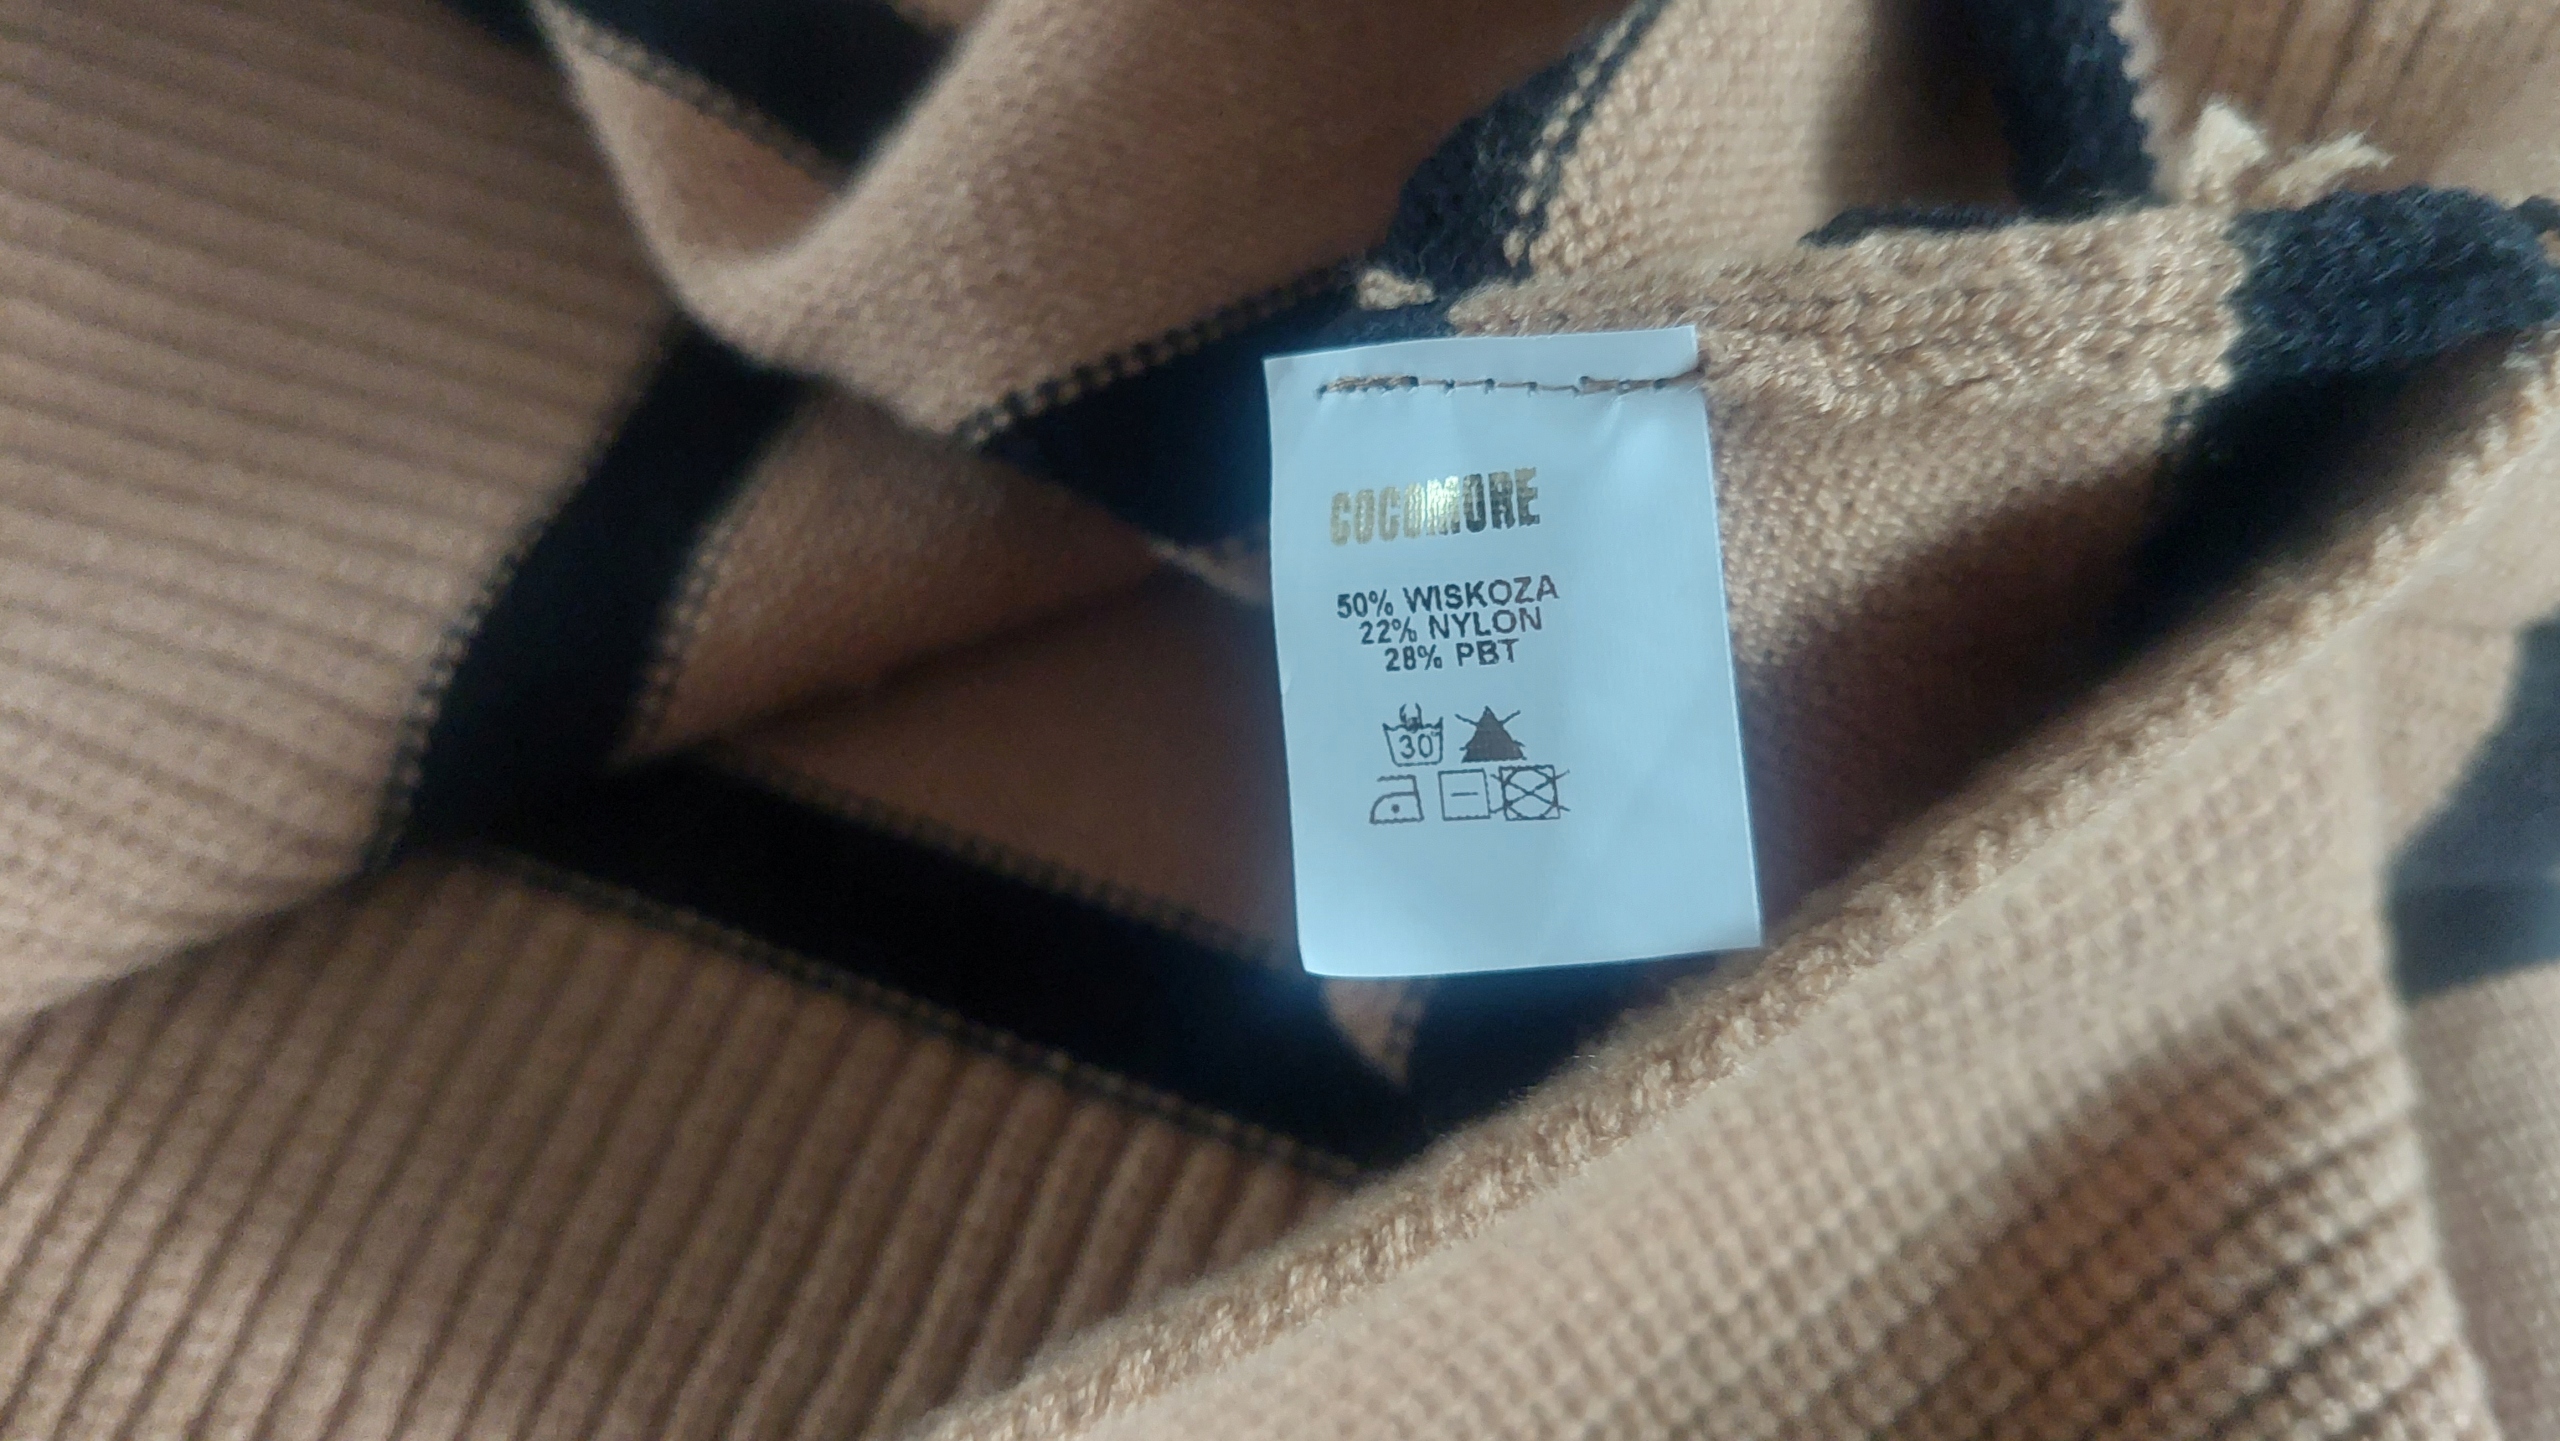 COCOMORE
50% WISKOZA
22% NYLON
28% PBT
30